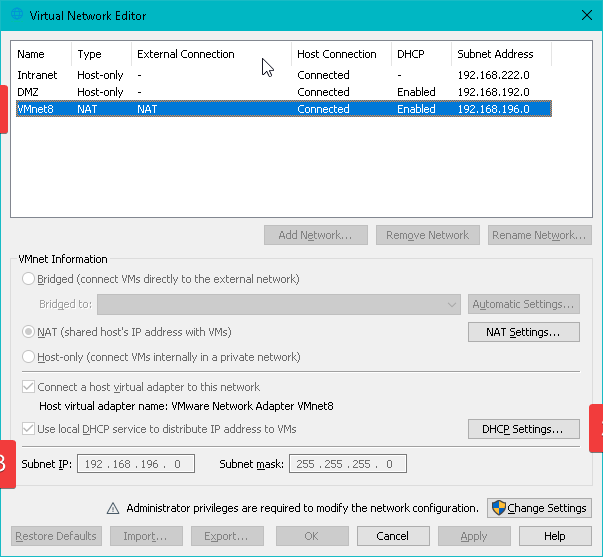 Virtual Network Editor
Name Type External Connection Host Connection DHCP Subnet Address
Intranet Host-only - Connected - 192.168.222.0
DMZ Host-only - Connected Enabled 192.168.192.0
VMnet8 NAT NAT Connected Enabled 192.168.196.0
Add Network... Remove Network Rename Network...
VMnet Information
Bridged (connect VMs directly to the external network)
Bridged to: Automatic Settings...
NAT (shared host's IP address with VMs) NAT Settings...
Host-only (connect VMs internally in a private network)
Connect a host virtual adapter to this network
Host virtual adapter name: VMware Network Adapter VMnet8
Use local DHCP service to distribute IP address to VMs DHCP Settings...
Subnet IP: 192 . 168 . 196 . 0 Subnet mask: 255 . 255 . 255 . 0
Administrator privileges are required to modify the network configuration. Change Settings
Restore Defaults Import... Export... OK Cancel Apply Help